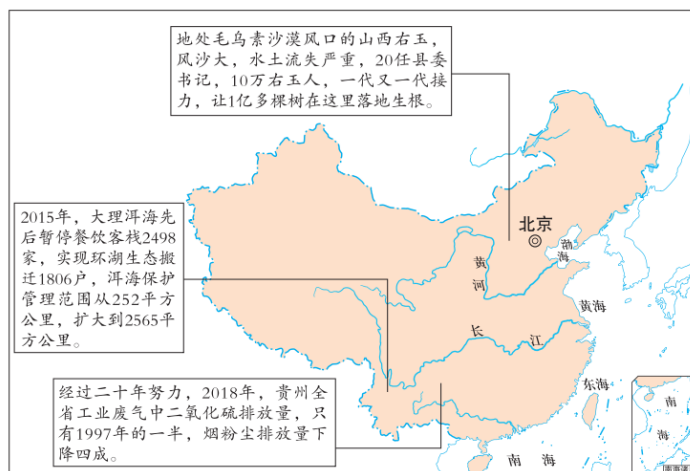 地处毛乌素沙漠风口的山西右玉，
风沙大，水土流失严重，20任县委
书记，10万右玉人，一代又一代接
力，让1亿多棵树在这里落地生根。
2015年，大理洱海先
后暂停餐饮客栈2498
家，实现环湖生态搬
迁1806户，洱海保护
管理范围从252平方
公里，扩大到2565平
方公里。
经过二十年努力，2018年，贵州全
省工业废气中二氧化硫排放量，只
有1997年的一半，烟粉尘排放量下
降四成。
北京
渤海
黄河
黄海
长江
东海
南海
南海